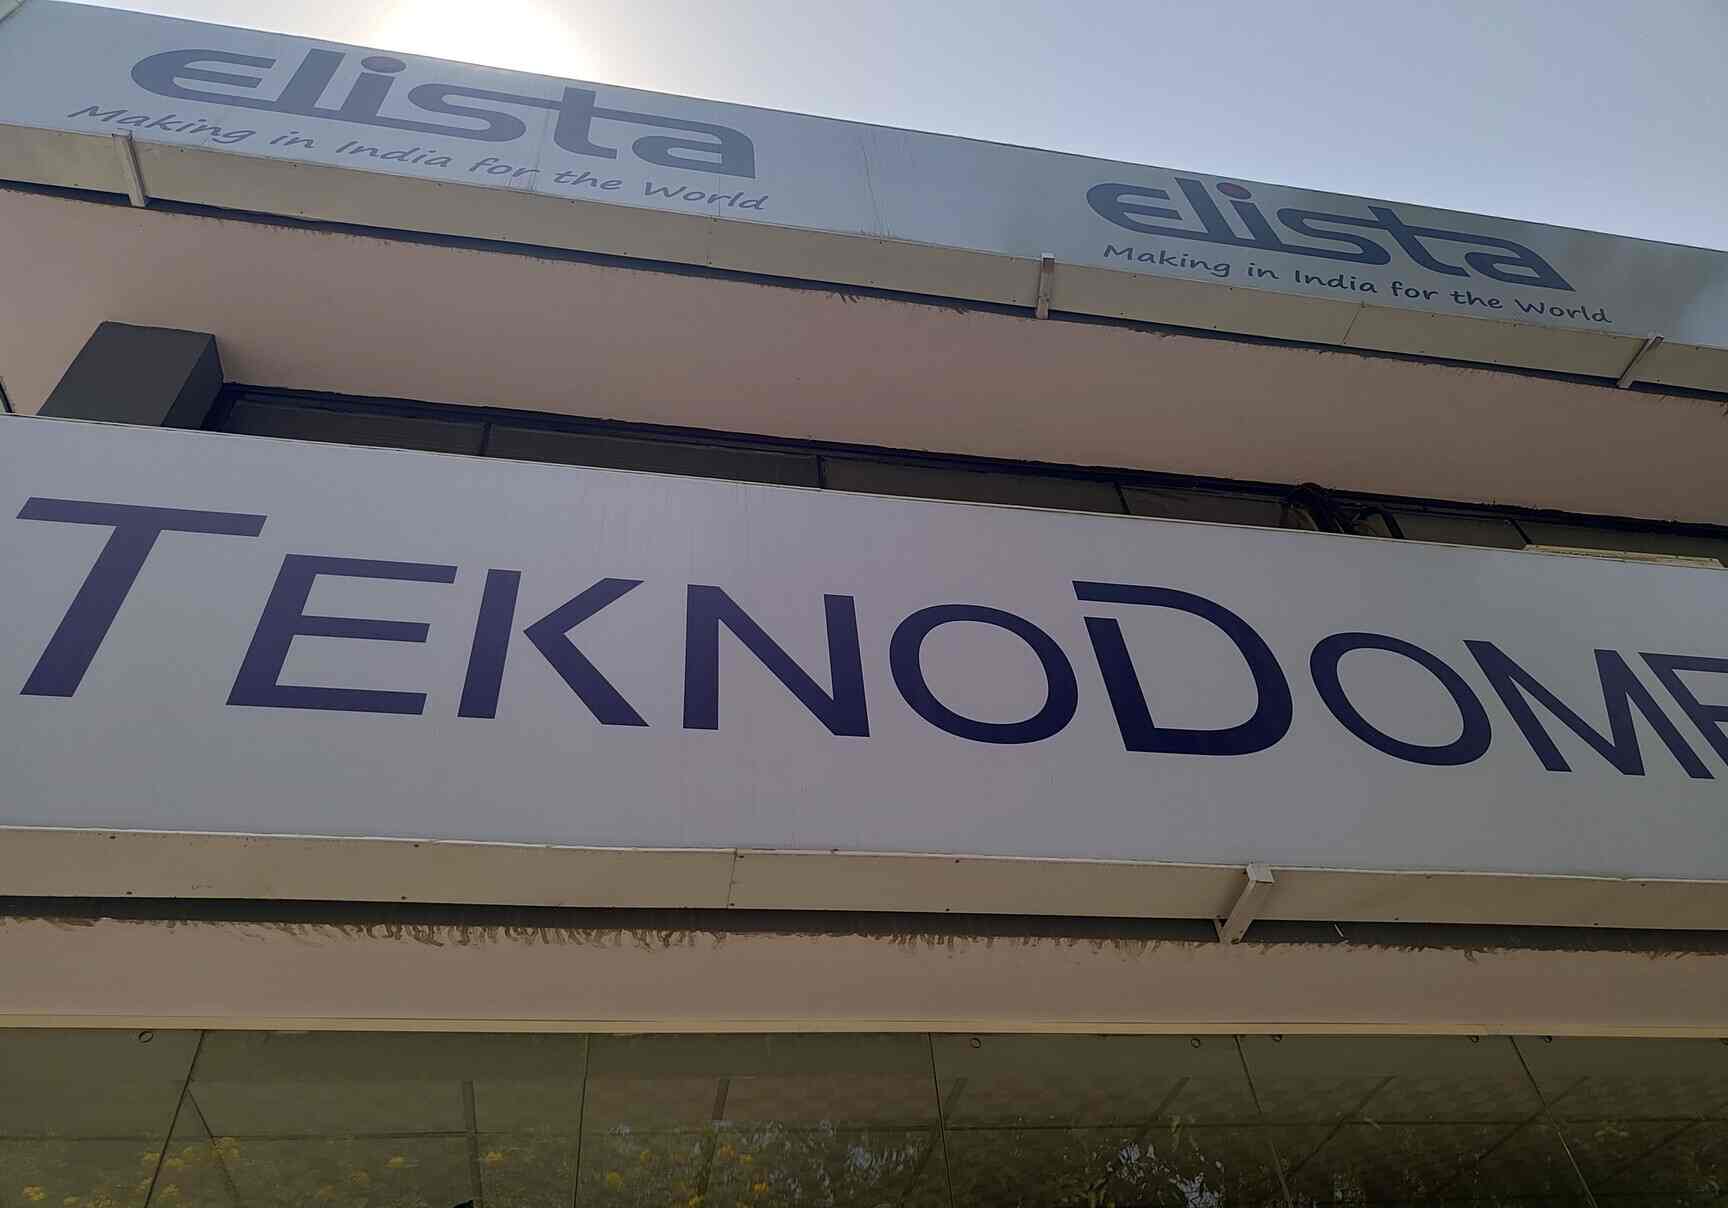 elista
Making in India for the World
elista
Making in India for the World
TEKNODOME